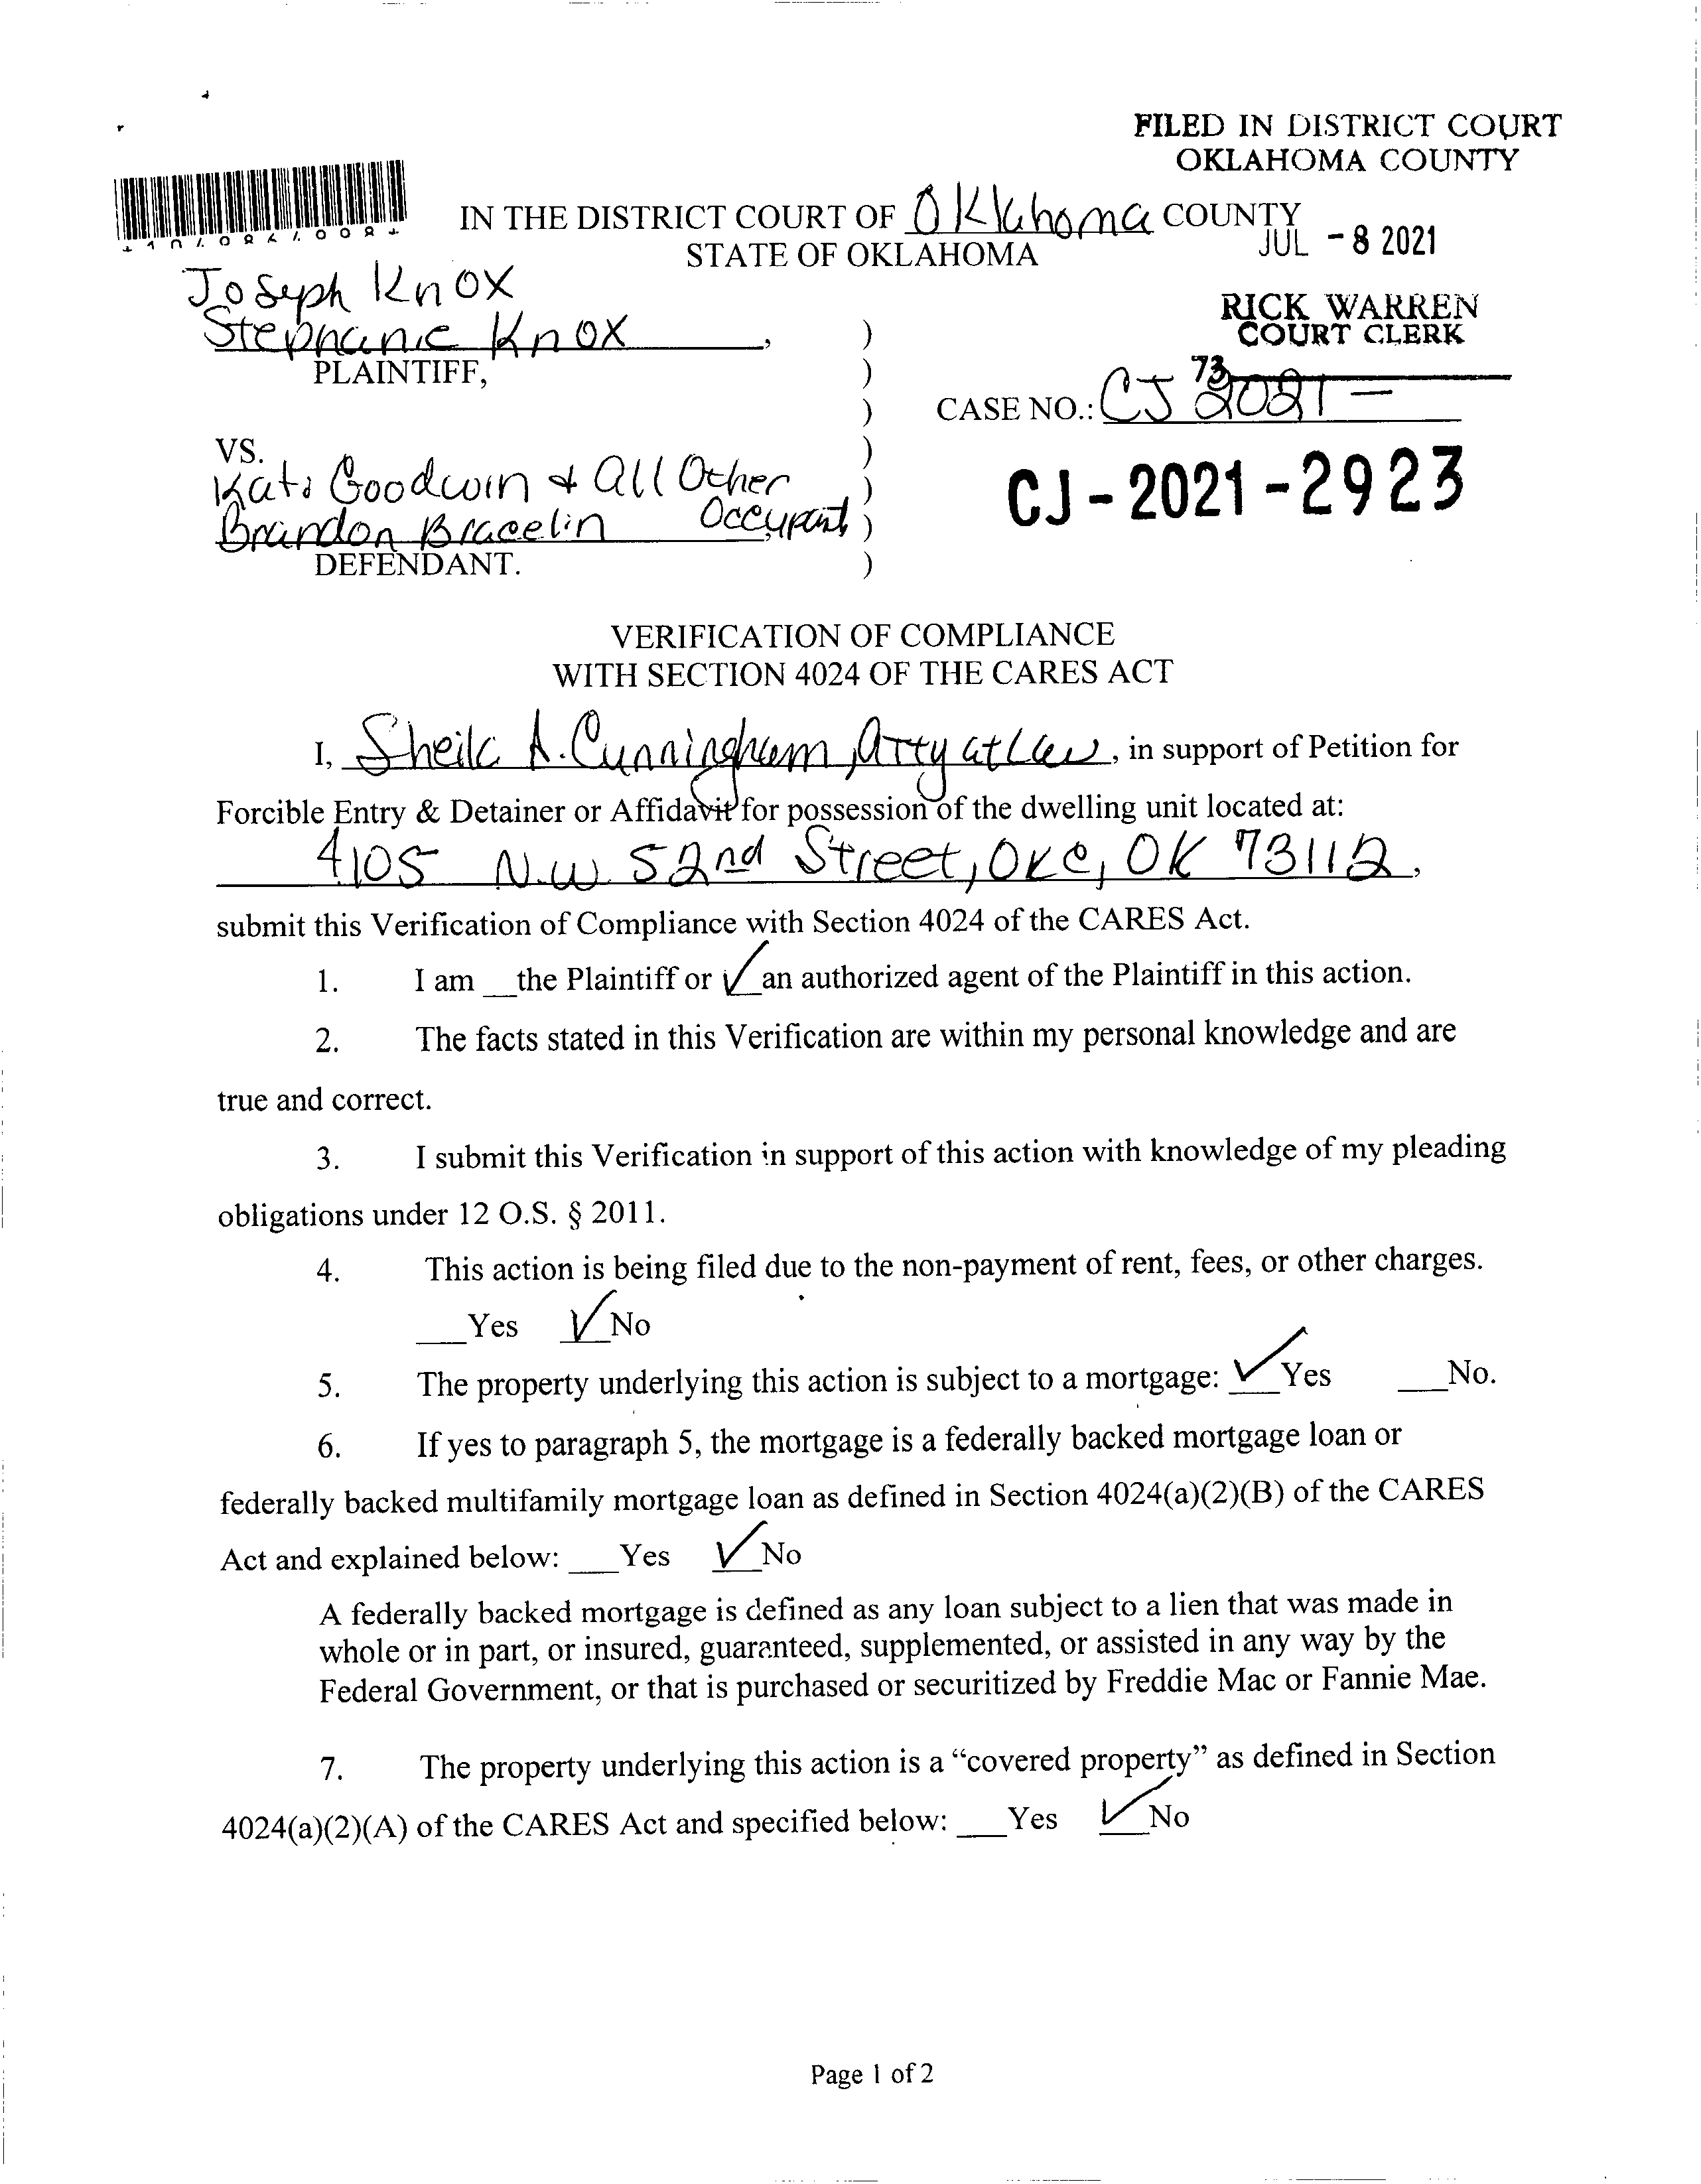 FILED IN DISTRICT COURT
OKLAHOMA COUNTY
IN THE DISTRICT COURT OF Oklahoma COUNTY
JUL - 8 2021
STATE OF OKLAHOMA
Joseph Knox
Stephanie Knox,
PLAINTIFF,
RICK WARREN
COURT CLERK
73
CASE NO.: CJ 2021 -
VS.
Goodwin & All Other
Brandon Bracelin Occupant
DEFENDANT.
)
)
)
)
)
)
)
CJ-2021-2923
VERIFICATION OF COMPLIANCE
WITH SECTION 4024 OF THE CARES ACT
I, Sheila A. Cunningham, Atty at Law, in support of Petition for
Forcible Entry & Detainer or Affidavit for possession of the dwelling unit located at:
4105 N.W. 52nd Street, OKC, OK 73112,
submit this Verification of Compliance with Section 4024 of the CARES Act.
1. I am __the Plaintiff or ✓ an authorized agent of the Plaintiff in this action.
2. The facts stated in this Verification are within my personal knowledge and are
true and correct.
3. I submit this Verification in support of this action with knowledge of my pleading
obligations under 12 O.S. § 2011.
4. This action is being filed due to the non-payment of rent, fees, or other charges.
___Yes ✓ No
5. The property underlying this action is subject to a mortgage: ✓ Yes ___No.
6. If yes to paragraph 5, the mortgage is a federally backed mortgage loan or
federally backed multifamily mortgage loan as defined in Section 4024(a)(2)(B) of the CARES
Act and explained below: ___Yes ✓ No
A federally backed mortgage is defined as any loan subject to a lien that was made in
whole or in part, or insured, guaranteed, supplemented, or assisted in any way by the
Federal Government, or that is purchased or securitized by Freddie Mac or Fannie Mae.
7. The property underlying this action is a “covered property” as defined in Section
4024(a)(2)(A) of the CARES Act and specified below: ___Yes ✓ No
Page 1 of 2